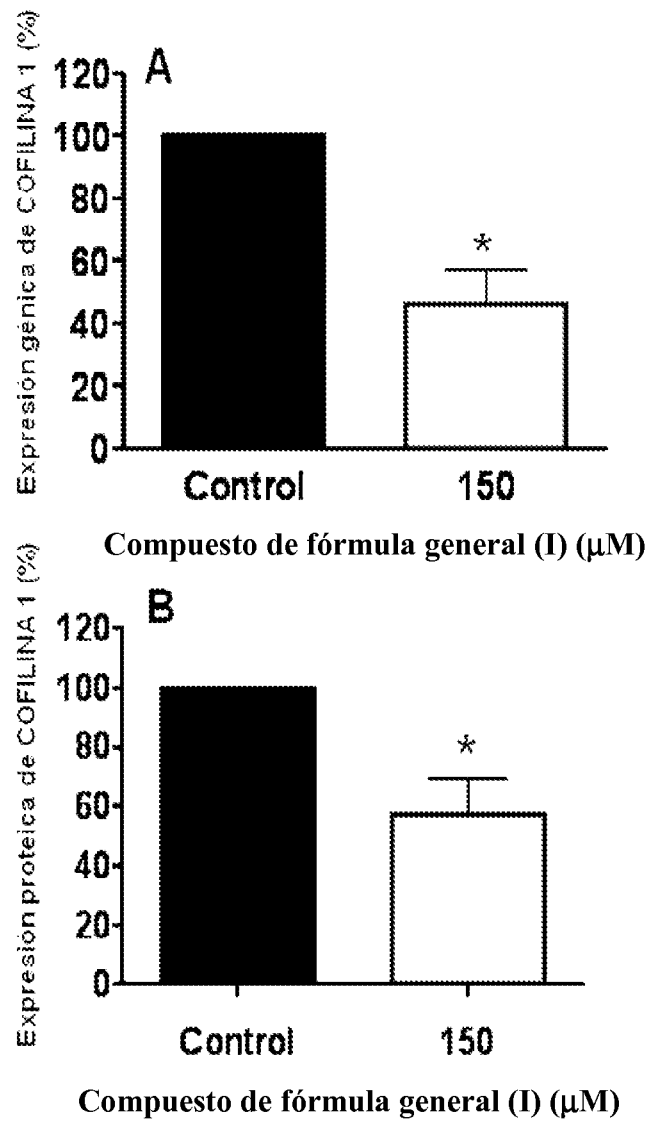 A
Expresión génica de COFILINA 1 (%)
120
100
80
60
40
20
0
*
Control 150
Compuesto de fórmula general (I) (µM)
B
Expresión proteica de COFILINA 1 (%)
120
100
80
60
40
20
0
*
Control 150
Compuesto de fórmula general (I) (µM)